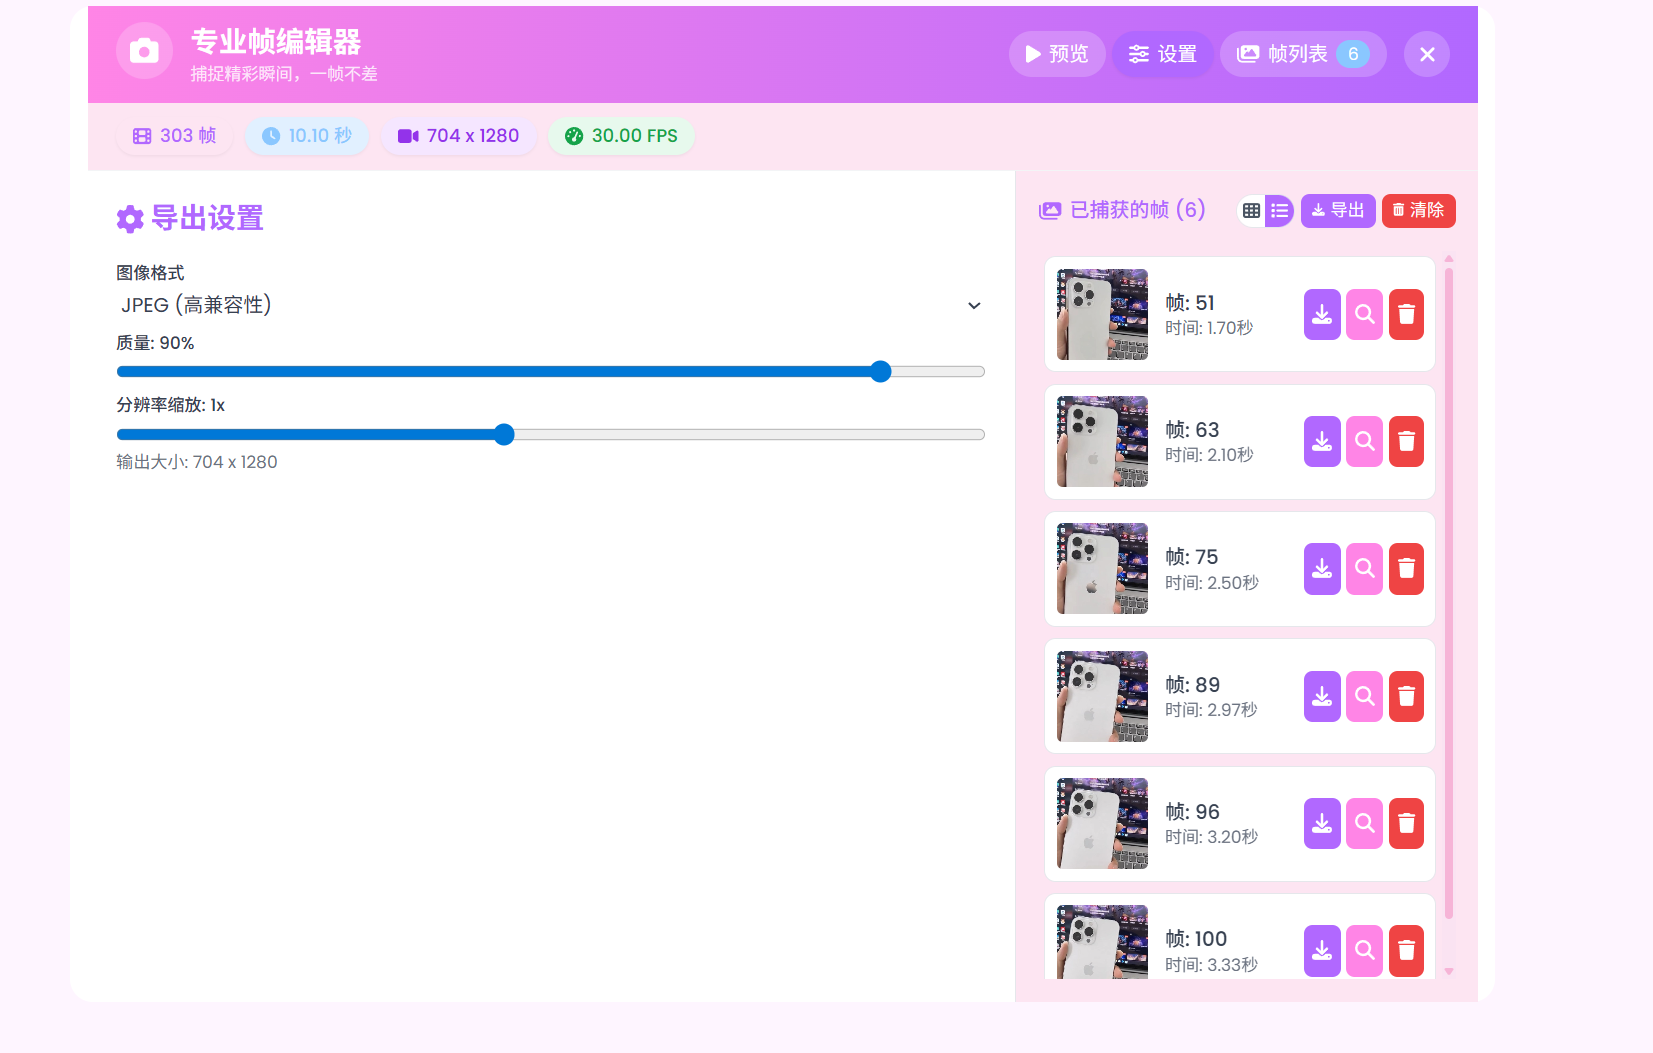 专业帧编辑器
捕捉精彩瞬间，一帧不差
预览
设置
帧列表 6
303 帧
10.10 秒
704 x 1280
30.00 FPS
导出设置
图像格式
JPEG (高兼容性)
质量: 90%
分辨率缩放: 1x
输出大小: 704 x 1280
已捕获的帧 (6)
导出
清除
帧: 51
时间: 1.70秒
帧: 63
时间: 2.10秒
帧: 75
时间: 2.50秒
帧: 89
时间: 2.97秒
帧: 96
时间: 3.20秒
帧: 100
时间: 3.33秒